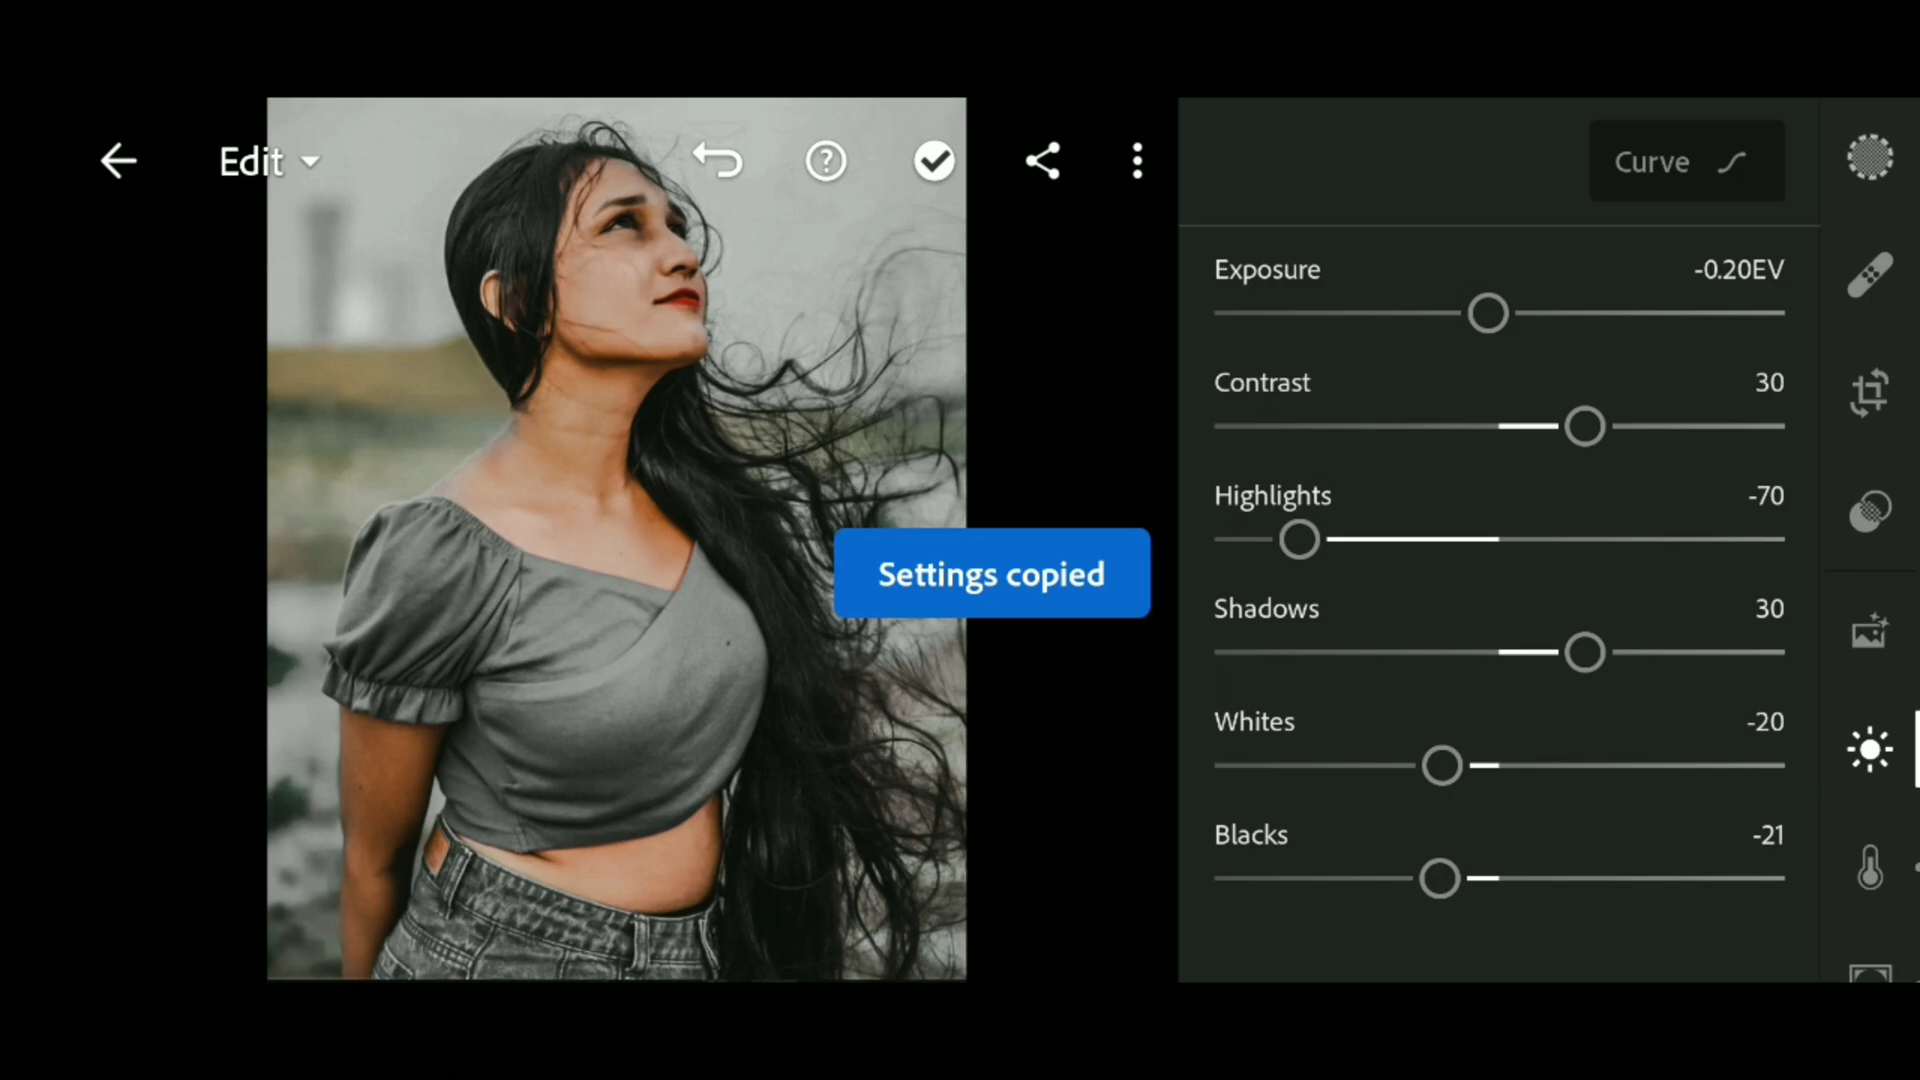 Edit
Curve
Exposure -0.20EV
Contrast 30
Highlights -70
Settings copied
Shadows 30
Whites -20
Blacks -21